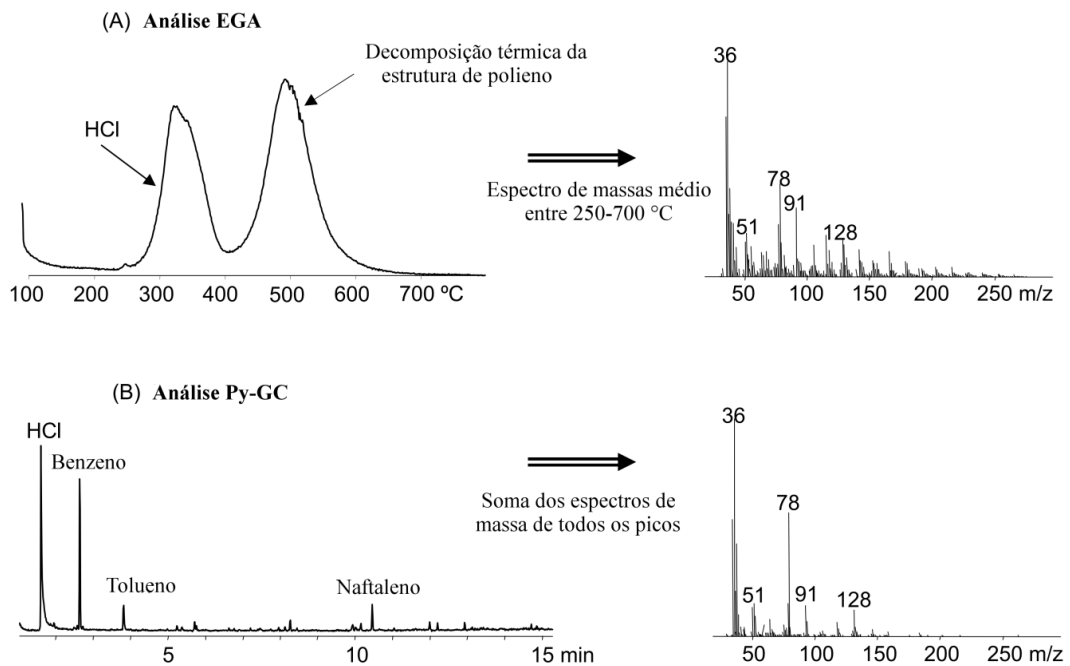 (A) Análise EGA
Decomposição térmica da
estrutura de polieno
HCl
100 200 300 400 500 600 700 ºC
Espectro de massas médio
entre 250-700 °C
36
78
91
51
128
50 100 150 200 250 m/z
(B) Análise Py-GC
HCl
Benzeno
Tolueno
Naftaleno
5 10 15 min
Soma dos espectros de
massa de todos os picos
36
78
51
91
128
50 100 150 200 250 m/z